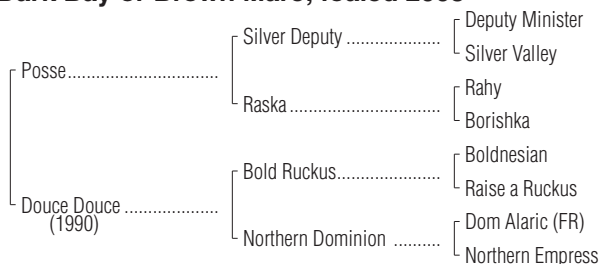 Dark Bay or Brown Mare; foaled 2005
Deputy Minister
Silver Deputy ....................
Silver Valley
Posse................................
Rahy
Raska ................................
Borishka
Boldnesian
Bold Ruckus......................
Raise a Ruckus
Douce Douce ....................
(1990)
Dom Alaric (FR)
Northern Dominion ..........
Northern Empress